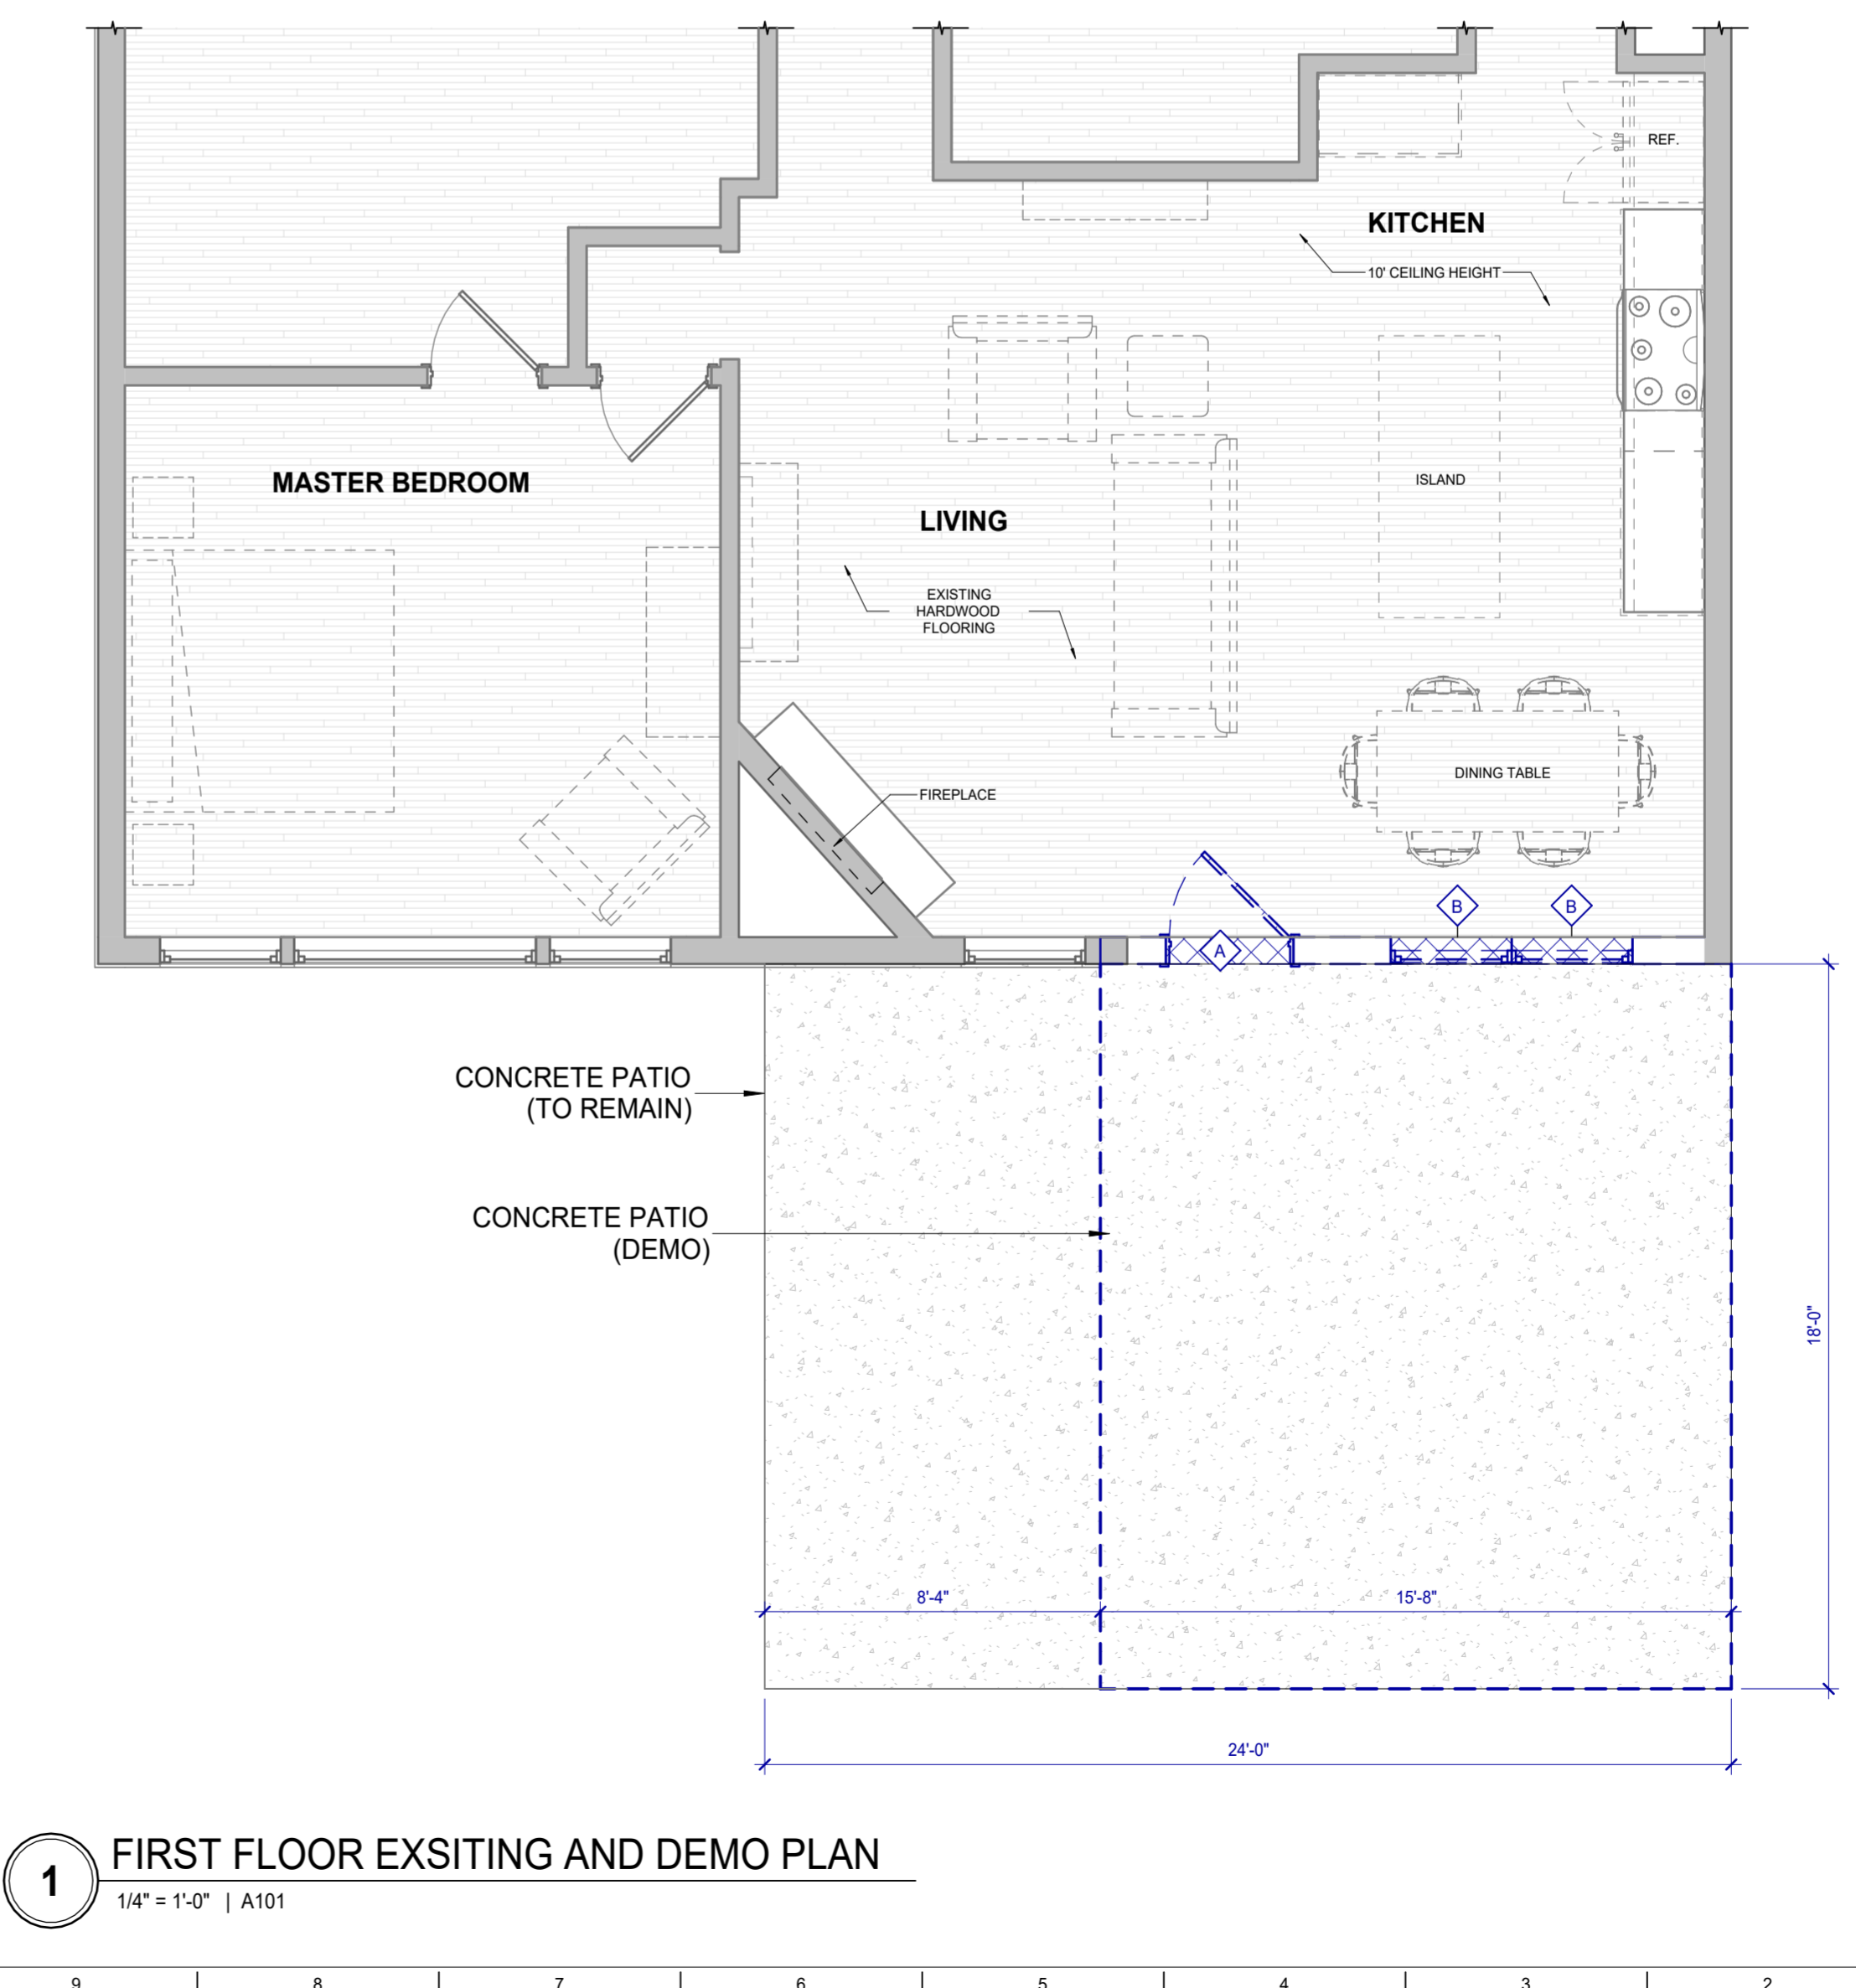 REF.
KITCHEN
10' CEILING HEIGHT
MASTER BEDROOM
ISLAND
LIVING
EXISTING
HARDWOOD
FLOORING
DINING TABLE
FIREPLACE
B
B
A
CONCRETE PATIO
(TO REMAIN)
CONCRETE PATIO
(DEMO)
18'-0"
8'-4"
15'-8"
24'-0"
1
FIRST FLOOR EXSITING AND DEMO PLAN
1/4" = 1'-0" | A101
9 8 7 6 5 4 3 2